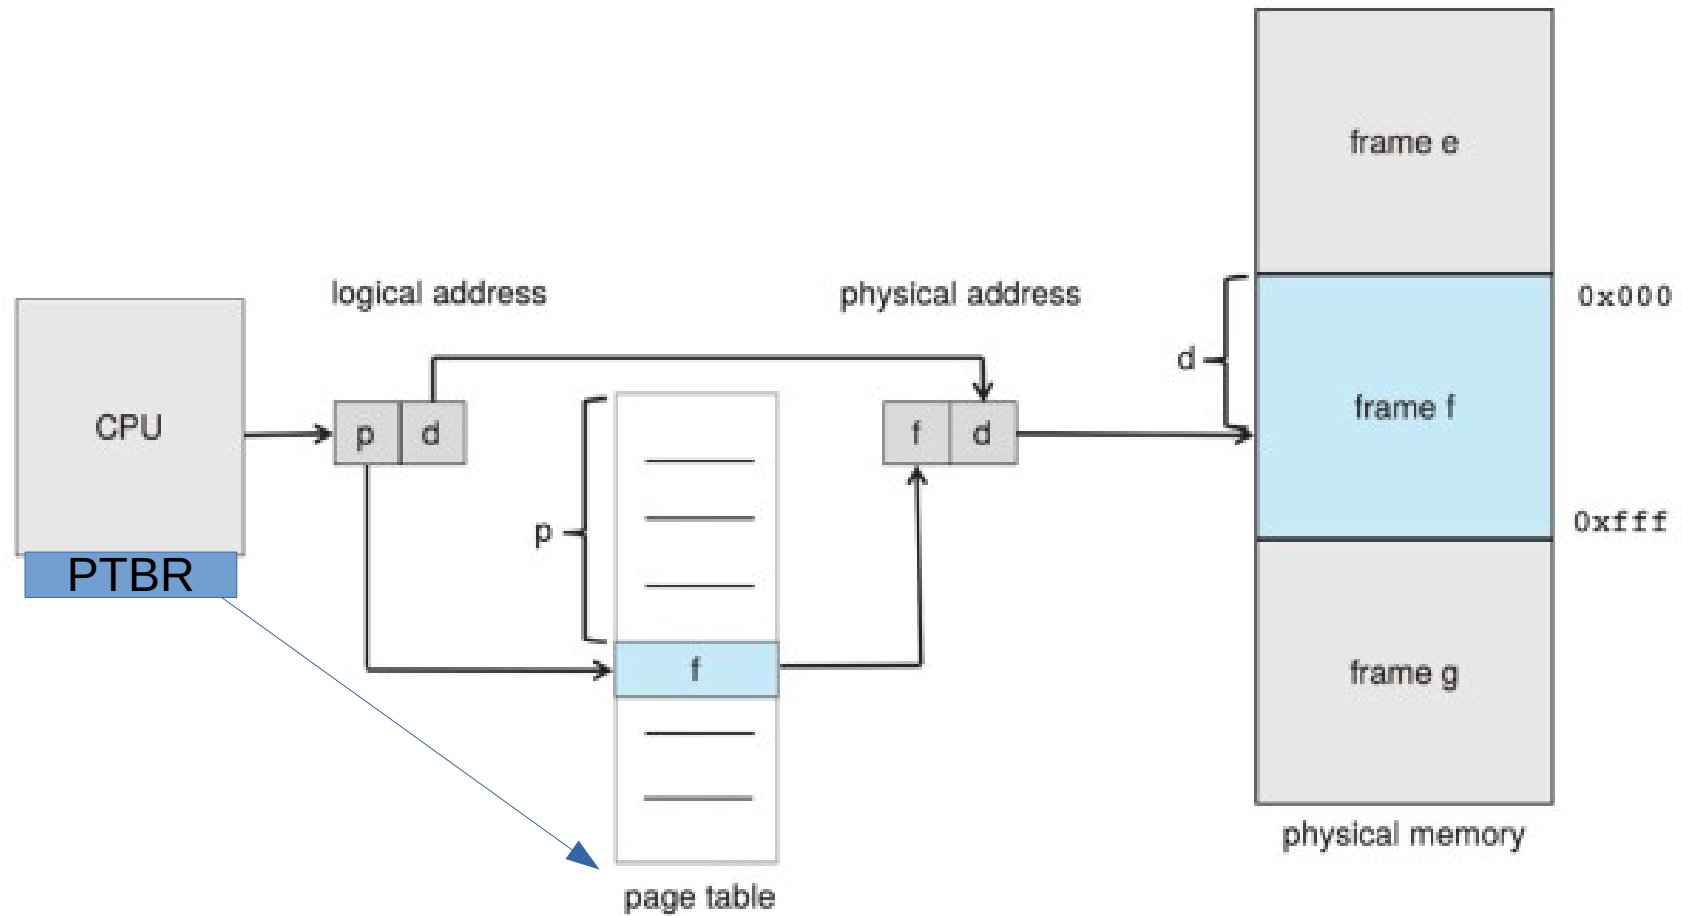 frame e
logical address
physical address
0x000
d
frame f
CPU
p
d
f
d
0xfff
p
PTBR
f
frame g
physical memory
page table